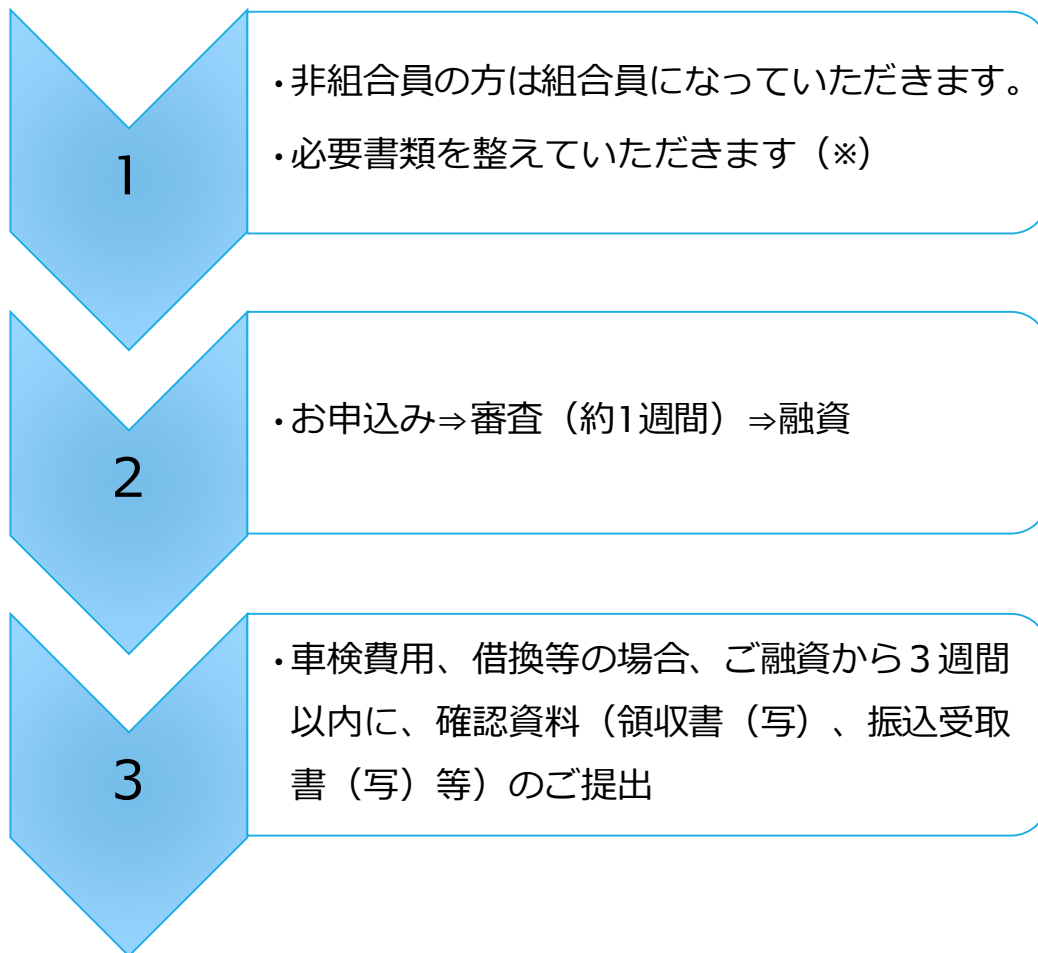 1
・非組合員の方は組合員になっていただきます。
・必要書類を整えていただきます（※）
2
・お申込み⇒審査（約1週間）⇒融資
3
・車検費用、借換等の場合、ご融資から３週間
以内に、確認資料（領収書（写）、振込受取
書（写）等）のご提出